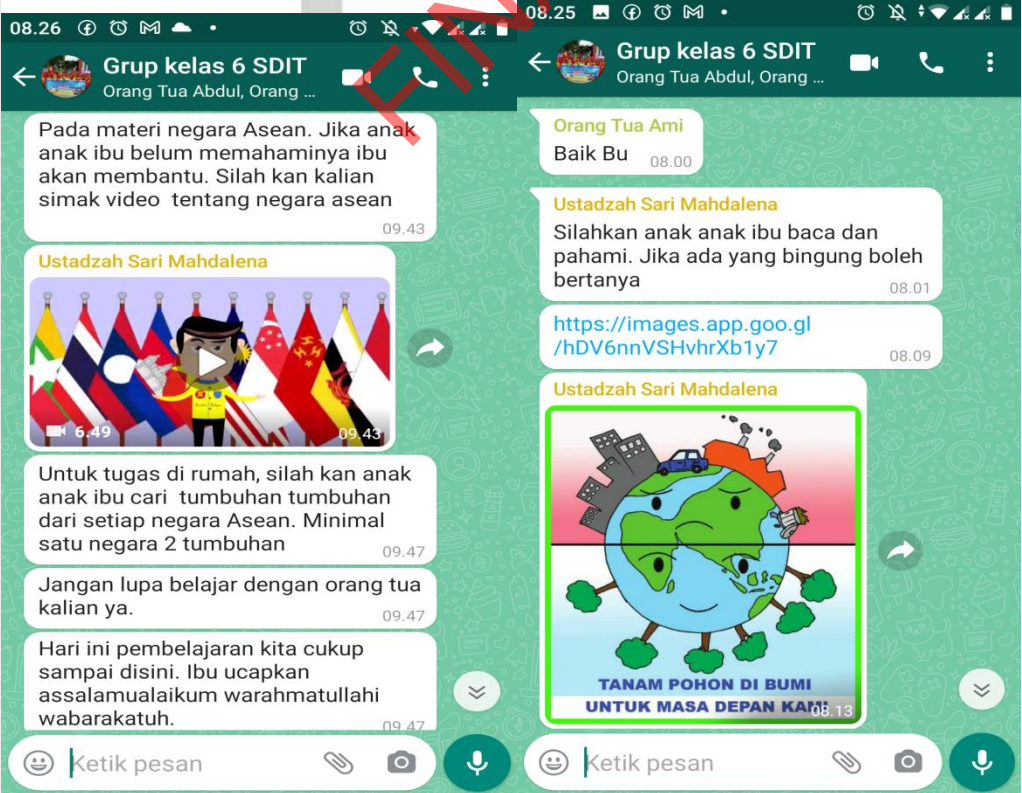 08.26
Grup kelas 6 SDIT
Orang Tua Abdul, Orang ...
Pada materi negara Asean. Jika anak
anak ibu belum memahaminya ibu
akan membantu. Silah kan kalian
simak video tentang negara asean
09.43
Ustadzah Sari Mahdalena
6.49
09.43
Untuk tugas di rumah, silah kan anak
anak ibu cari tumbuhan tumbuhan
dari setiap negara Asean. Minimal
satu negara 2 tumbuhan
09.47
Jangan lupa belajar dengan orang tua
kalian ya.
09.47
Hari ini pembelajaran kita cukup
sampai disini. Ibu ucapkan
assalamualaikum warahmatullahi
wabarakatuh.
09.47
Ketik pesan
08.25
Grup kelas 6 SDIT
Orang Tua Abdul, Orang ...
Orang Tua Ami
Baik Bu 08.00
Ustadzah Sari Mahdalena
Silahkan anak anak ibu baca dan
pahami. Jika ada yang bingung boleh
bertanya
08.01
https://images.app.goo.gl
/hDV6nnVSHvhrXb1y7
08.09
Ustadzah Sari Mahdalena
TANAM POHON DI BUMI
UNTUK MASA DEPAN KAMI
08.13
Ketik pesan